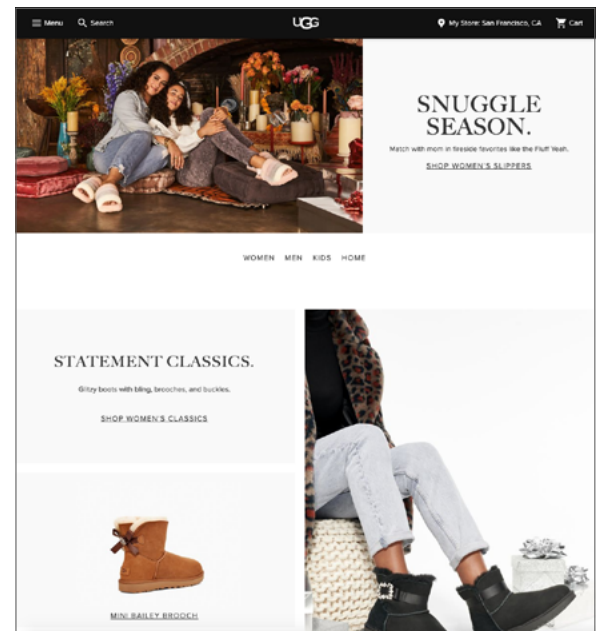 Menu
Search
UGG
My Store: San Francisco, CA
Cart
SNUGGLE
SEASON.
Match with mom in fireside favorites like the Fluff Yeah.
SHOP WOMEN'S SLIPPERS
WOMEN MEN KIDS HOME
STATEMENT CLASSICS.
Glitzy boots with bling, brooches, and buckles.
SHOP WOMEN'S CLASSICS
MINI BAILEY BROOCH